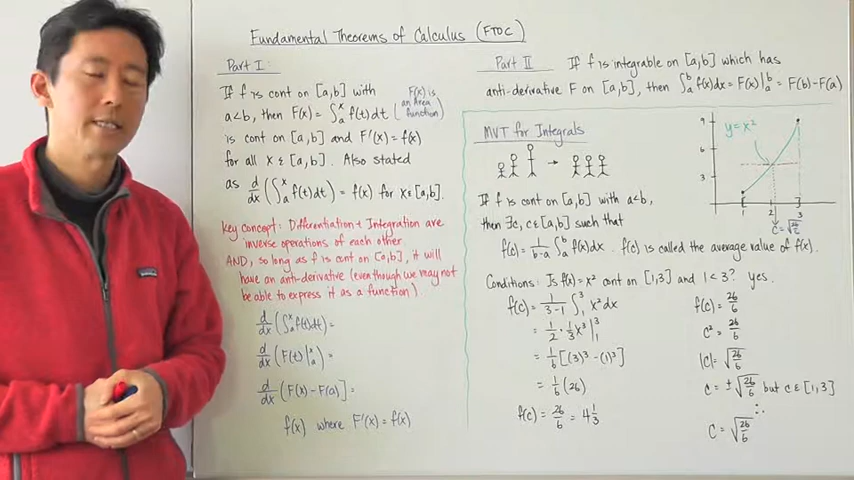 Fundamental Theorems of Calculus (FTOC)
Part I
If f is cont on [a,b] with
a<b, then F(x) = ∫ₐˣ f(t)dt (F(x) is an area function)
is cont on [a,b] and F'(x) = f(x)
for all x ∈ [a,b]. Also stated
as d/dx (∫ₐˣ f(t)dt) = f(x) for x∈[a,b].
Key Concept: Differentiation + Integration are
inverse operations of each other
AND, so long as f is cont on [a,b], it will
have an anti-derivative (even though we may not
be able to express it as a function).
d/dx (∫ₐˣ f(t)dt) =
d/dx (F(t)|ₐˣ) =
d/dx (F(x) - F(a)) =
f(x) where F'(x) = f(x)
Part II If f is integrable on [a,b] which has
anti-derivative F on [a,b], then ∫ₐᵇ f(x)dx = F(x)|ₐᵇ = F(b) - F(a)
MVT for Integrals
→
If f is cont on [a,b] with a<b,
then ∃c, c∈[a,b] such that
f(c) = 1/(b-a) ∫ₐᵇ f(x)dx. f(c) is called the average value of f(x).
y=x²
9
6
3
1 2 3
c=√(26/6)
Conditions: Is f(x) = x² cont on [1,3] and 1<3? yes.
f(c) = 1/(3-1) ∫₁³ x²dx
= 1/2 · 1/3 x³ |₁³
= 1/6 [(3)³ - (1)³]
= 1/6 (26)
f(c) = 26/6 = 4 1/3
f(c) = 26/6
c² = 26/6
|c| = √(26/6)
c = ±√(26/6) but c∈[1,3]
∴
c = √(26/6)